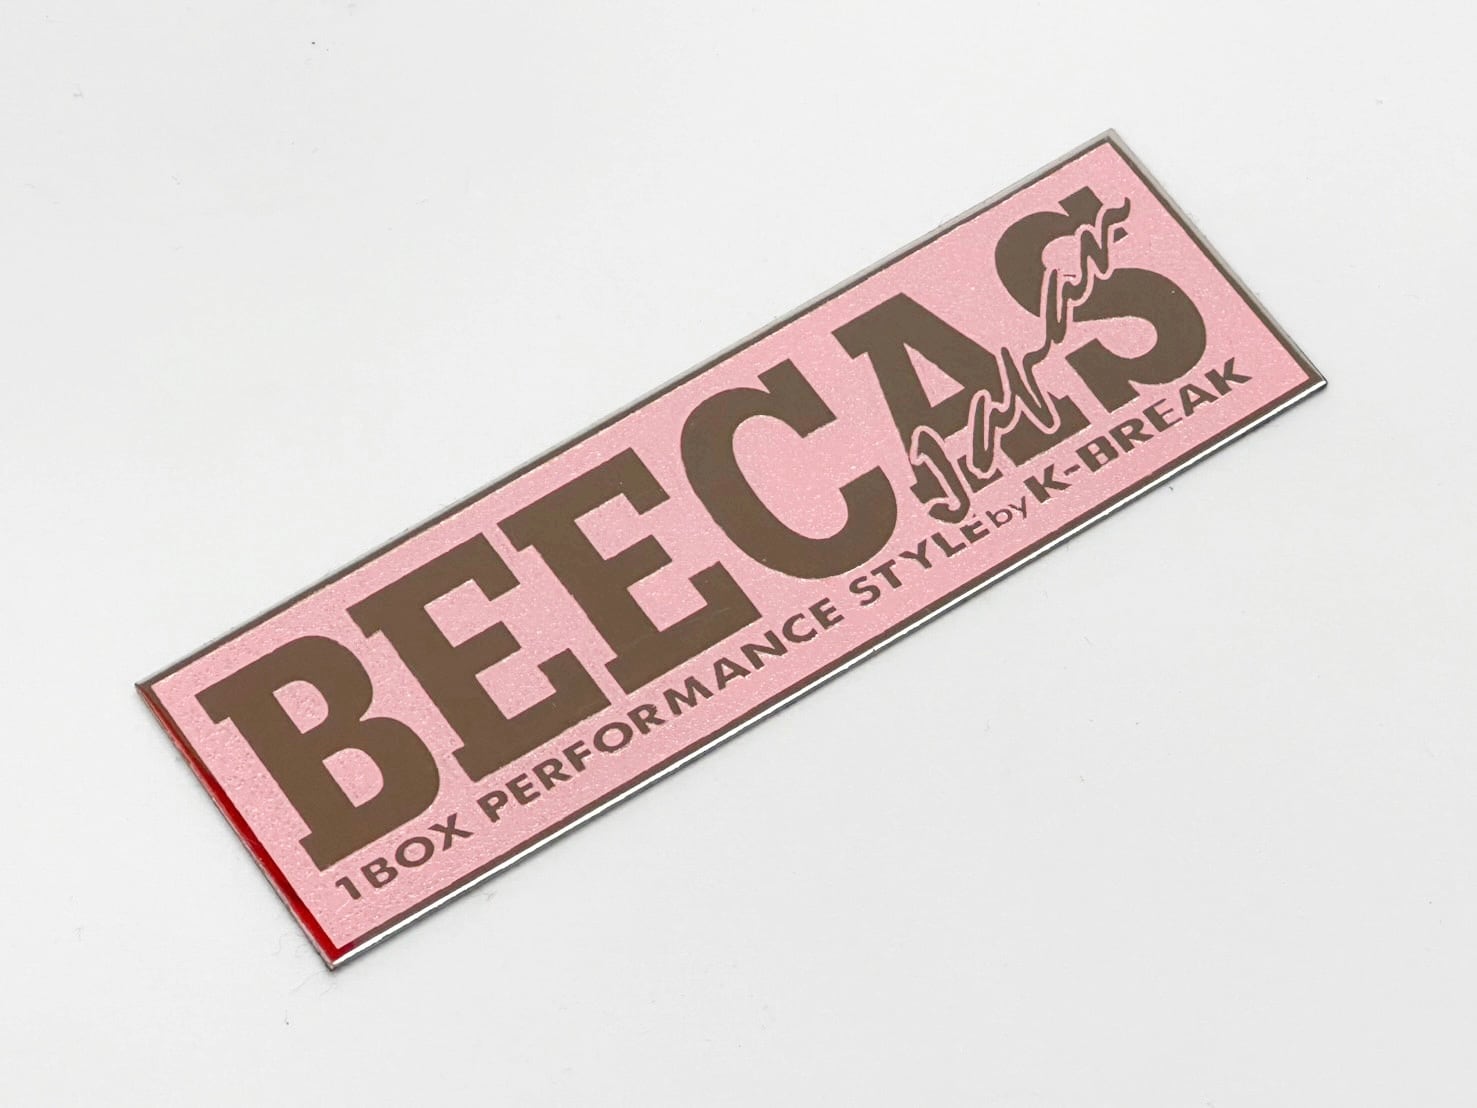 BEECAS
Japan
1BOX PERFORMANCE STYLE by K-BREAK